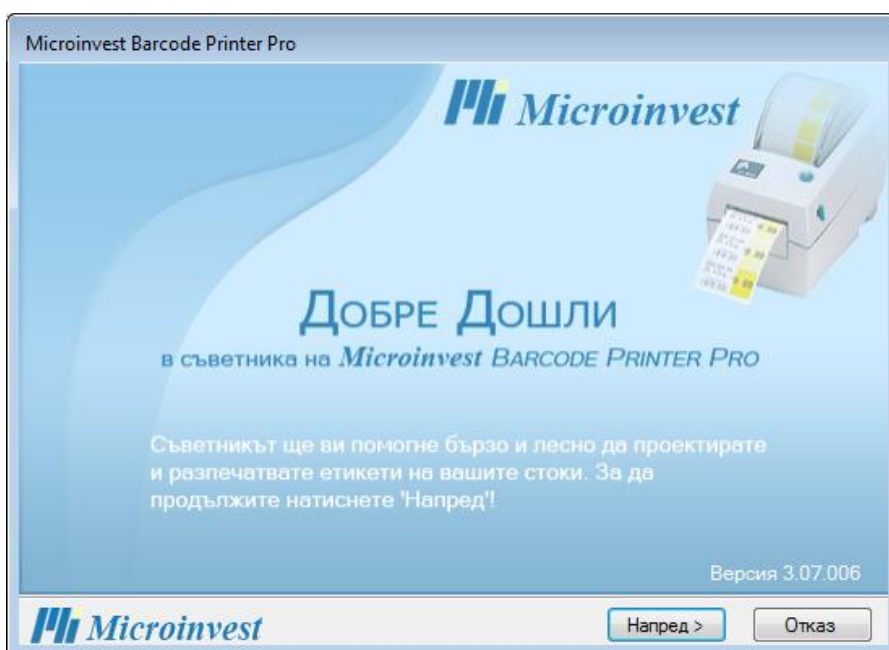 Microinvest Barcode Printer Pro
Microinvest
ДОБРЕ ДОШЛИ
в съветника на Microinvest BARCODE PRINTER PRO
Съветникът ще ви помогне бързо и лесно да проектирате
и разпечатвате етикети на вашите стоки. За да
продължите натиснете 'Напред'!
Версия 3.07.006
Microinvest
Напред >
Отказ